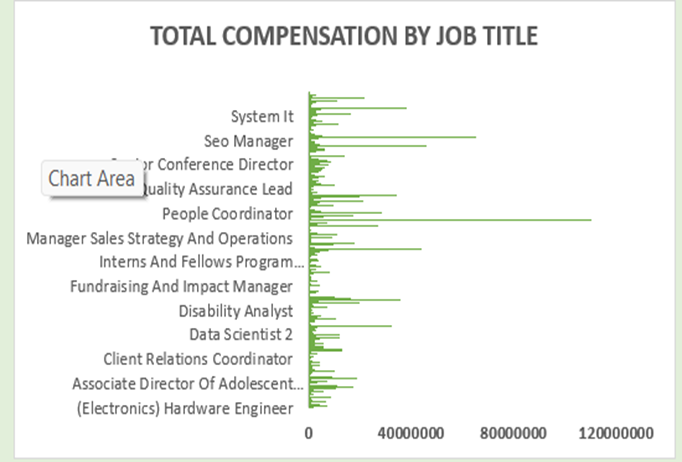 TOTAL COMPENSATION BY JOB TITLE
System It
Seo Manager
Conference Director
Chart Area
Quality Assurance Lead
People Coordinator
Manager Sales Strategy And Operations
Interns And Fellows Program...
Fundraising And Impact Manager
Disability Analyst
Data Scientist 2
Client Relations Coordinator
Associate Director Of Adolescent...
(Electronics) Hardware Engineer
0 40000000 80000000 120000000